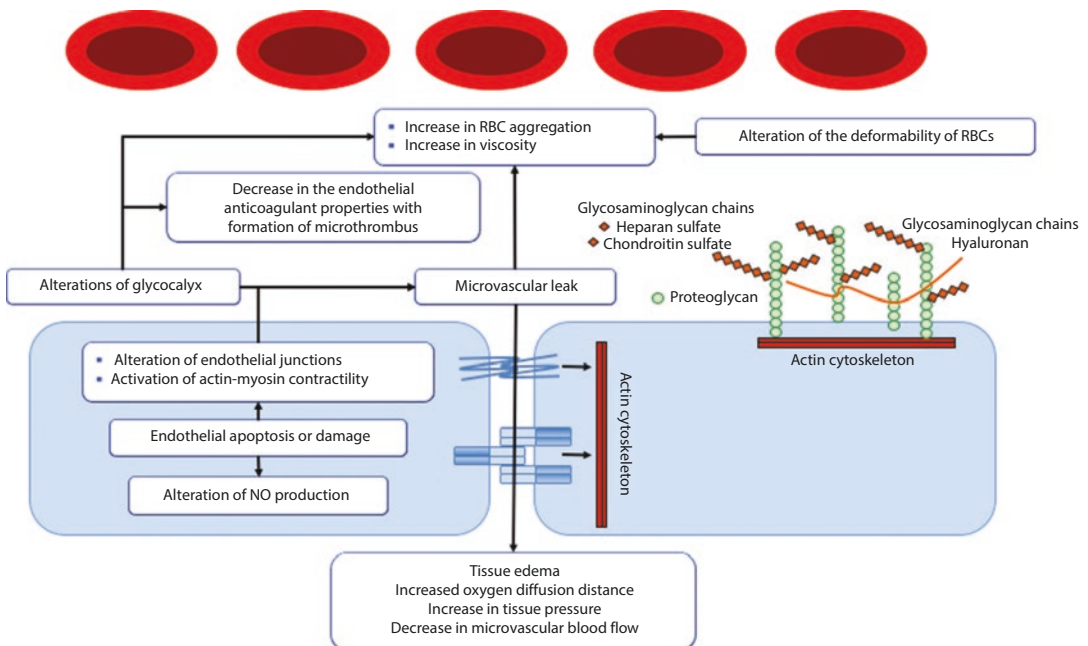 Increase in RBC aggregation
Increase in viscosity
Alteration of the deformability of RBCs
Decrease in the endothelial
anticoagulant properties with
formation of microthrombus
Glycosaminoglycan chains
Heparan sulfate
Chondroitin sulfate
Glycosaminoglycan chains
Hyaluronan
Alterations of glycocalyx
Microvascular leak
Proteoglycan
Actin cytoskeleton
Alteration of endothelial junctions
Activation of actin-myosin contractility
Endothelial apoptosis or damage
Alteration of NO production
Actin cytoskeleton
Tissue edema
Increased oxygen diffusion distance
Increase in tissue pressure
Decrease in microvascular blood flow